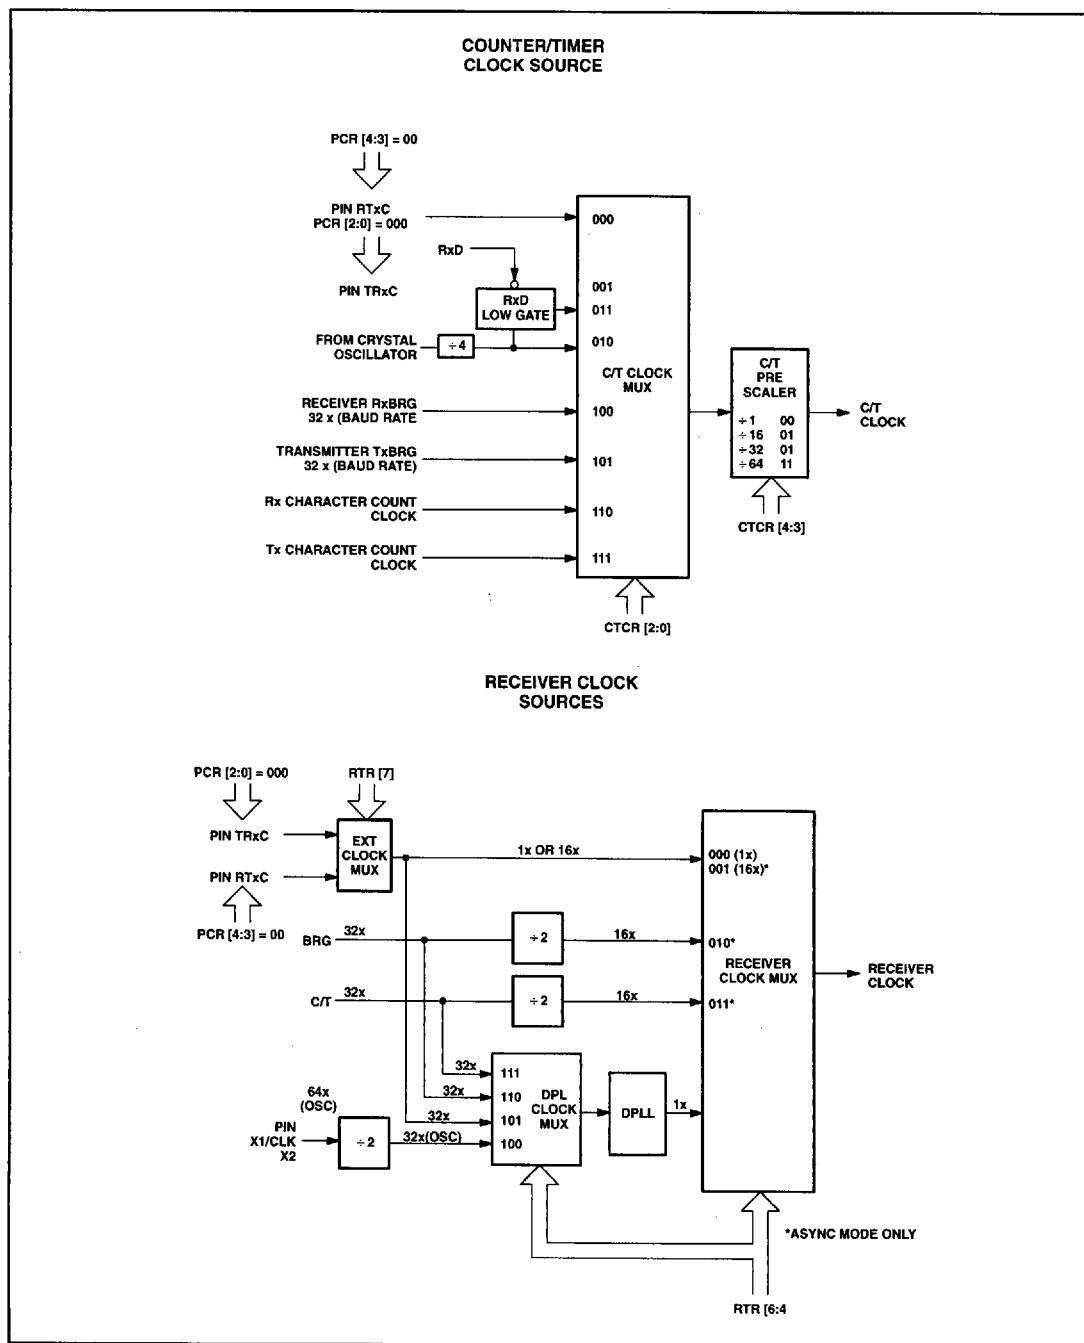 COUNTER/TIMER
CLOCK SOURCE
PCR [4:3] = 00
PIN RTxC
PCR [2:0] = 000
PIN TRxC
RxD
RxD
LOW GATE
FROM CRYSTAL
OSCILLATOR
÷4
RECEIVER RxBRG
32 x (BAUD RATE
TRANSMITTER TxBRG
32 x (BAUD RATE)
Rx CHARACTER COUNT
CLOCK
Tx CHARACTER COUNT
CLOCK
000
001
011
010
C/T CLOCK
MUX
100
101
110
111
CTCR [2:0]
C/T
PRE
SCALER
÷1 00
÷16 01
÷32 01
÷64 11
CTCR [4:3]
C/T
CLOCK
RECEIVER CLOCK
SOURCES
PCR [2:0] = 000
RTR [7]
PIN TRxC
PIN RTxC
PCR [4:3] = 00
EXT
CLOCK
MUX
1x OR 16x
000 (1x)
001 (16x)*
BRG
32x
÷2
16x
010*
RECEIVER
CLOCK MUX
RECEIVER
CLOCK
C/T
32x
÷2
16x
011*
32x
111
32x
110
32x
101
32x(OSC)
100
DPL
CLOCK
MUX
DPLL
1x
64x
(OSC)
PIN
X1/CLK
X2
÷2
*ASYNC MODE ONLY
RTR [6:4